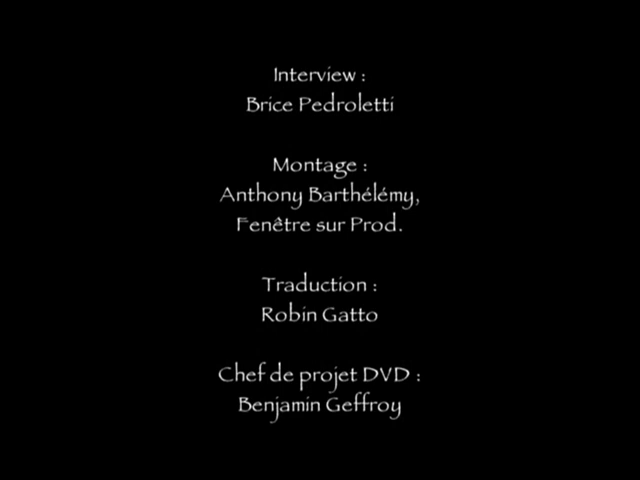 Interview :
Brice Pedroletti
Montage :
Anthony Barthélémy,
Fenêtre sur Prod.
Traduction :
Robin Gatto
Chef de projet DVD :
Benjamin Geffroy